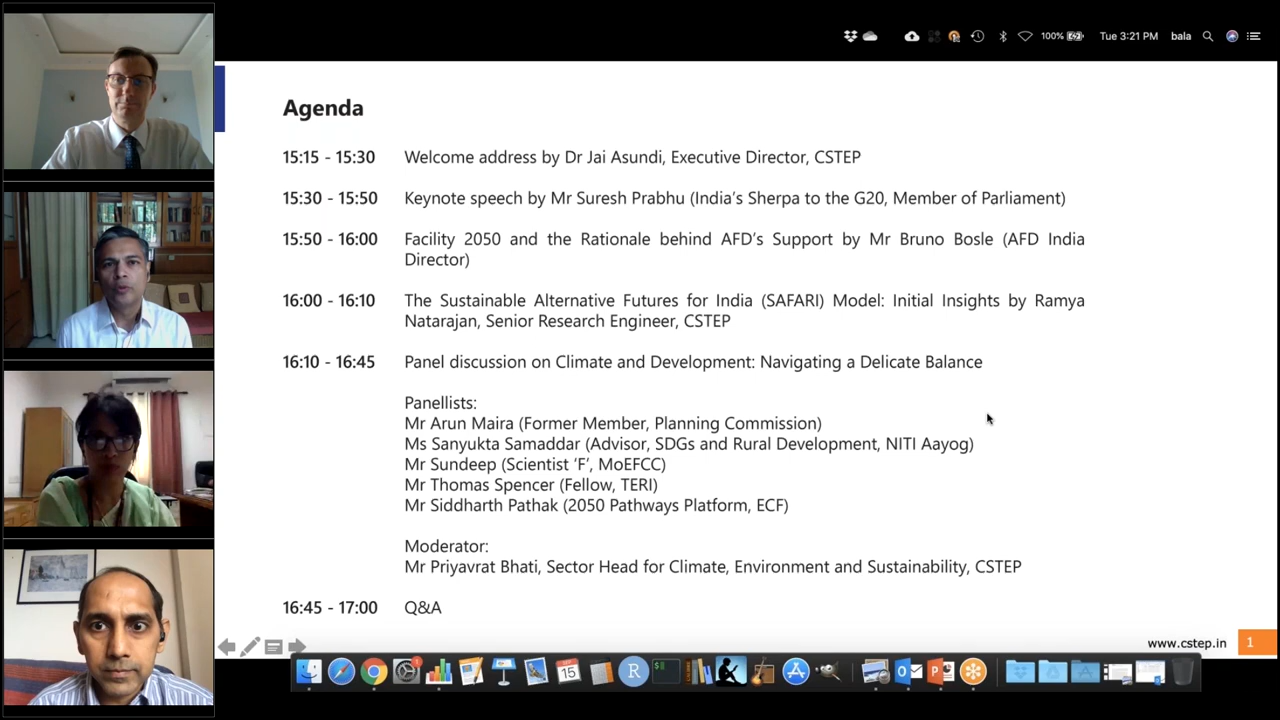 100%
Tue 3:21 PM
bala
Agenda
15:15 - 15:30 Welcome address by Dr Jai Asundi, Executive Director, CSTEP
15:30 - 15:50 Keynote speech by Mr Suresh Prabhu (India’s Sherpa to the G20, Member of Parliament)
15:50 - 16:00 Facility 2050 and the Rationale behind AFD’s Support by Mr Bruno Bosle (AFD India
Director)
16:00 - 16:10 The Sustainable Alternative Futures for India (SAFARI) Model: Initial Insights by Ramya
Natarajan, Senior Research Engineer, CSTEP
16:10 - 16:45 Panel discussion on Climate and Development: Navigating a Delicate Balance
Panellists:
Mr Arun Maira (Former Member, Planning Commission)
Ms Sanyukta Samaddar (Advisor, SDGs and Rural Development, NITI Aayog)
Mr Sundeep (Scientist ‘F’, MoEFCC)
Mr Thomas Spencer (Fellow, TERI)
Mr Siddharth Pathak (2050 Pathways Platform, ECF)
Moderator:
Mr Priyavrat Bhati, Sector Head for Climate, Environment and Sustainability, CSTEP
16:45 - 17:00 Q&A
www.cstep.in 1
SEP
15
R